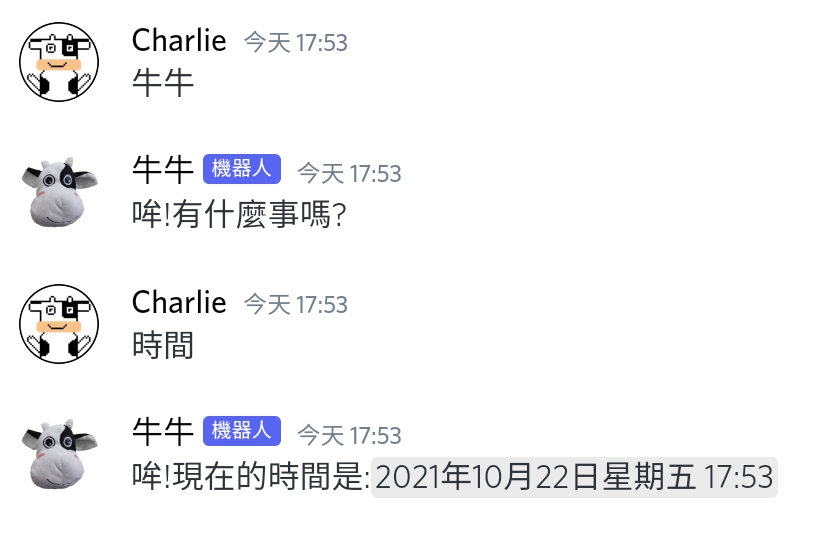 Charlie 今天 17:53
牛牛
牛牛 機器人 今天 17:53
哞!有什麼事嗎?
Charlie 今天 17:53
時間
牛牛 機器人 今天 17:53
哞!現在的時間是:2021年10月22日星期五 17:53